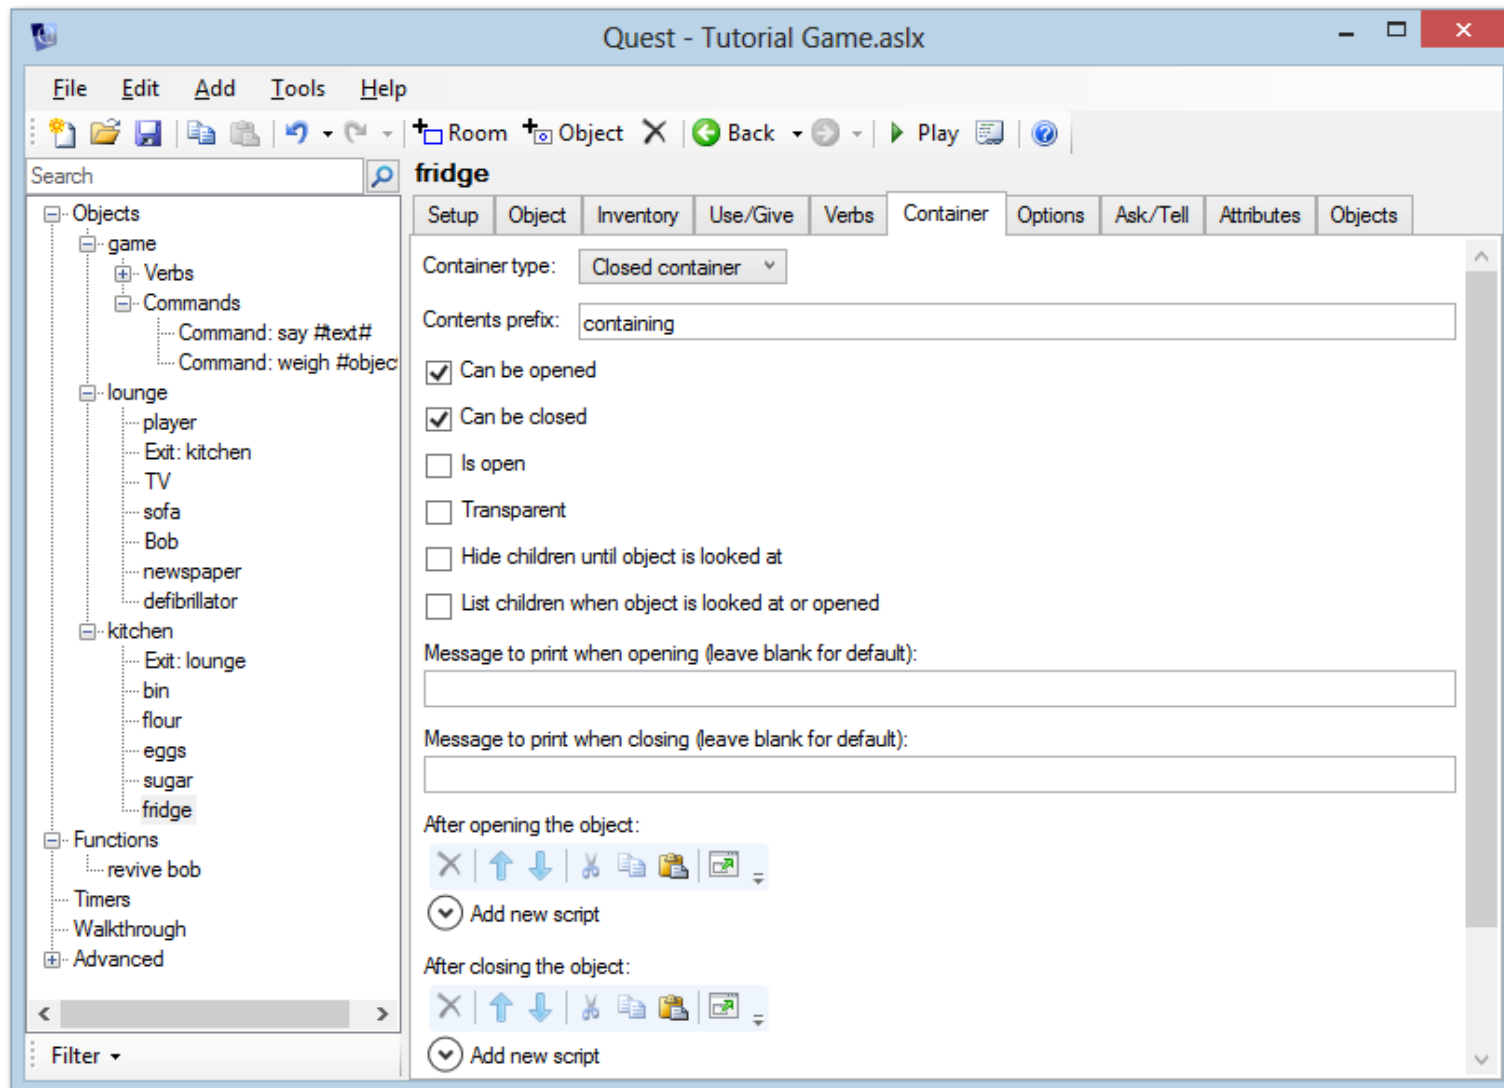 Quest - Tutorial Game.aslx
File Edit Add Tools Help
Room Object Back Play
Search
fridge
Objects
game
Verbs
Commands
Command: say #text#
Command: weigh #objec
lounge
player
Exit: kitchen
TV
sofa
Bob
newspaper
defibrillator
kitchen
Exit: lounge
bin
flour
eggs
sugar
fridge
Functions
revive bob
Timers
Walkthrough
Advanced
Filter
Setup Object Inventory Use/Give Verbs Container Options Ask/Tell Attributes Objects
Container type: Closed container
Contents prefix: containing
Can be opened
Can be closed
Is open
Transparent
Hide children until object is looked at
List children when object is looked at or opened
Message to print when opening (leave blank for default):
Message to print when closing (leave blank for default):
After opening the object:
Add new script
After closing the object:
Add new script